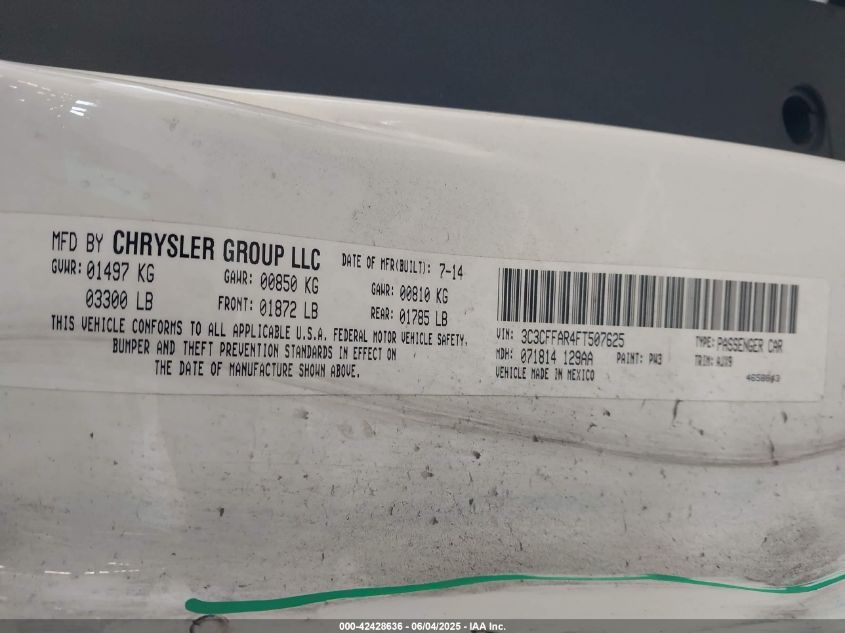 MFD BY CHRYSLER GROUP LLC DATE OF MFR(BUILT): 7-14
GVWR: 01497 KG GAWR: 00850 KG GAWR: 00810 KG
03300 LB FRONT: 01872 LB REAR: 01785 LB
THIS VEHICLE CONFORMS TO ALL APPLICABLE U.S.A. FEDERAL MOTOR VEHICLE SAFETY.
BUMPER AND THEFT PREVENTION STANDARDS IN EFFECT ON
THE DATE OF MANUFACTURE SHOWN ABOVE.
VIN: 3C3CFFAR4FT507625 TYPE: PASSENGER CAR
MDH: 071814 129AA PAINT: PW3 TRIM: AUX9
VEHICLE MADE IN MEXICO
000-42428636 - 06/04/2025 - IAA Inc.